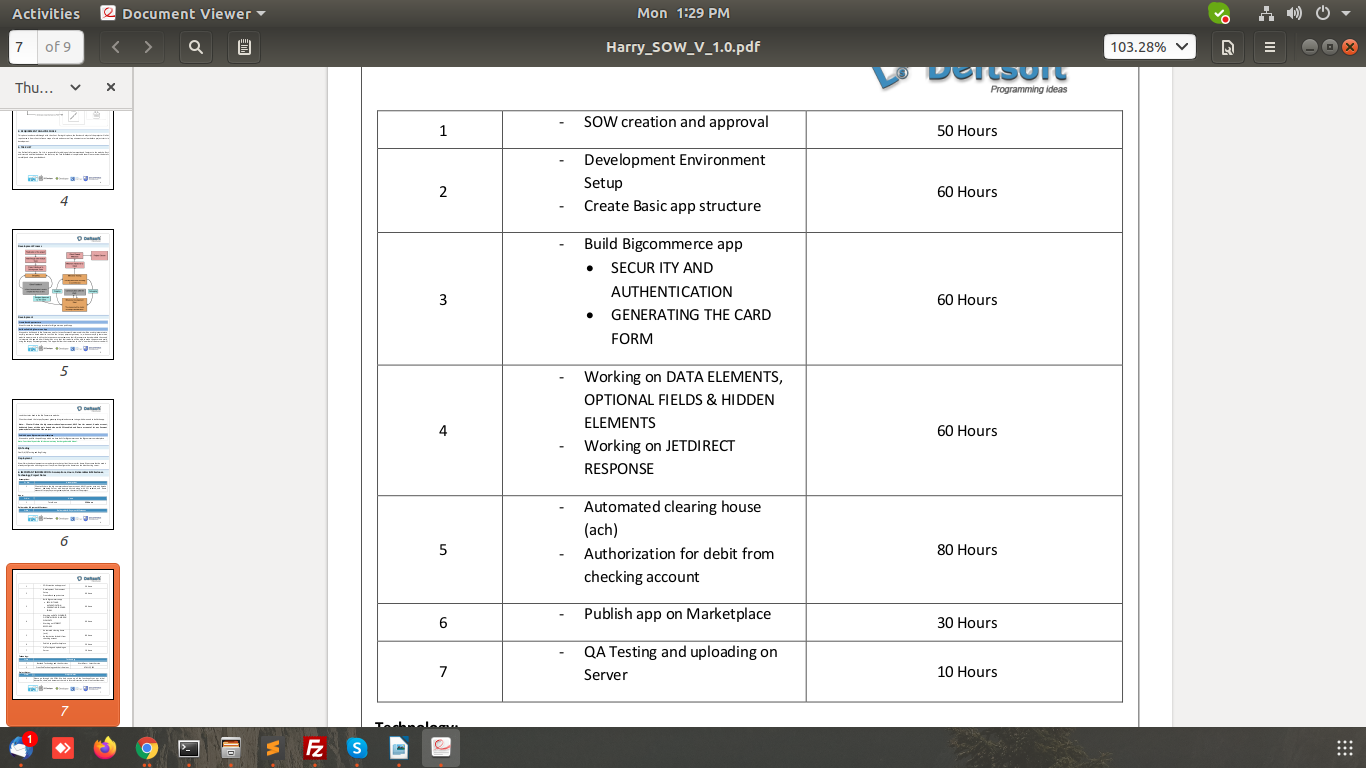 Activities
Document Viewer
Mon 1:29 PM
7 of 9
Harry_SOW_V_1.0.pdf
103.28%
Thu...
4
5
6
7
Deftsoft
Programming ideas
1
- SOW creation and approval
50 Hours
2
- Development Environment
Setup
- Create Basic app structure
60 Hours
3
- Build Bigcommerce app
• SECUR ITY AND
AUTHENTICATION
• GENERATING THE CARD
FORM
60 Hours
4
- Working on DATA ELEMENTS,
OPTIONAL FIELDS & HIDDEN
ELEMENTS
- Working on JETDIRECT
RESPONSE
60 Hours
5
- Automated clearing house
(ach)
- Authorization for debit from
checking account
80 Hours
6
- Publish app on Marketplace
30 Hours
7
- QA Testing and uploading on
Server
10 Hours
Technology:
1